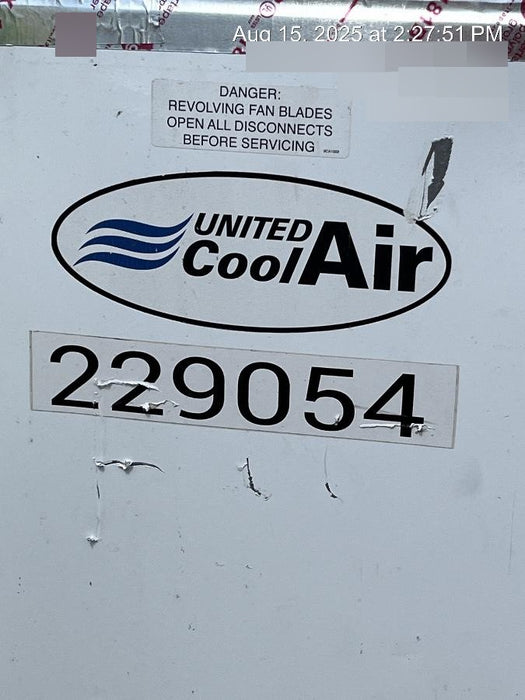 Aug 15, 2025 at 2:27:51 PM
DANGER:
REVOLVING FAN BLADES
OPEN ALL DISCONNECTS
BEFORE SERVICING
UNITED
CoolAir
229054